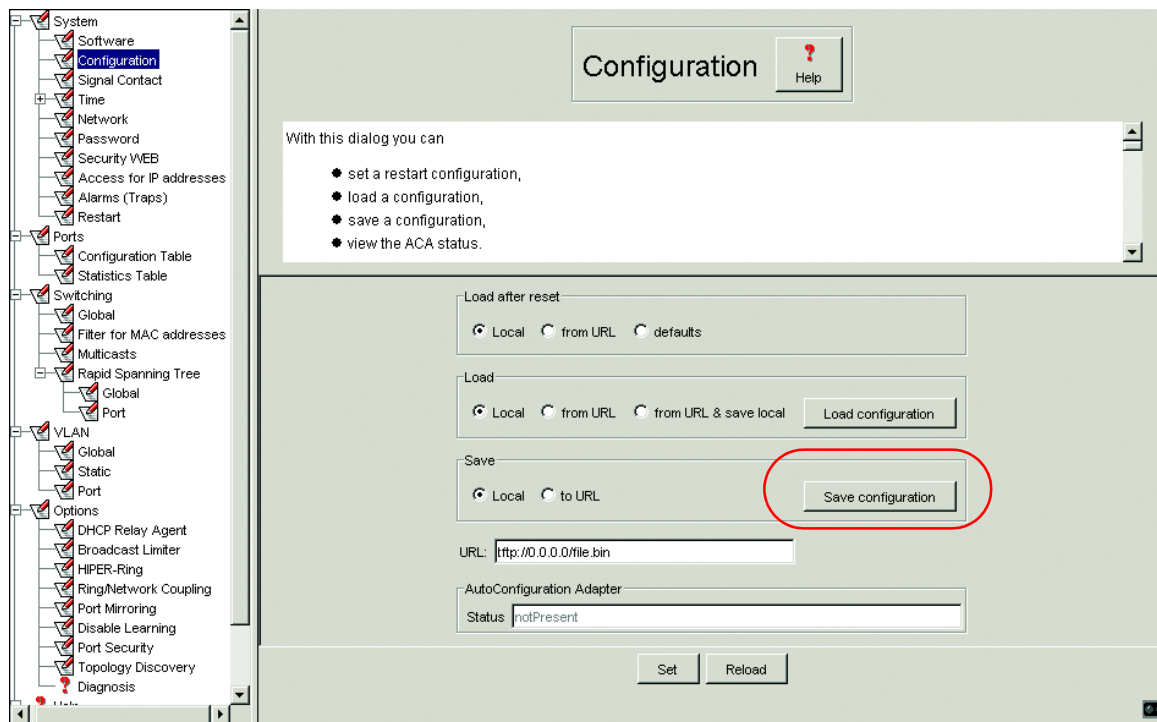 System
Software
Configuration
Signal Contact
Time
Network
Password
Security WEB
Access for IP addresses
Alarms (Traps)
Restart
Ports
Configuration Table
Statistics Table
Switching
Global
Filter for MAC addresses
Multicasts
Rapid Spanning Tree
Global
Port
VLAN
Global
Static
Port
Options
DHCP Relay Agent
Broadcast Limiter
HIPER-Ring
Ring/Network Coupling
Port Mirroring
Disable Learning
Port Security
Topology Discovery
? Diagnosis
Configuration
?
Help
With this dialog you can
● set a restart configuration,
● load a configuration,
● save a configuration,
● view the ACA status.
Load after reset
Local from URL defaults
Load
Local from URL from URL & save local Load configuration
Save
Local to URL Save configuration
URL: tftp://0.0.0.0/file.bin
AutoConfiguration Adapter
Status notPresent
Set Reload